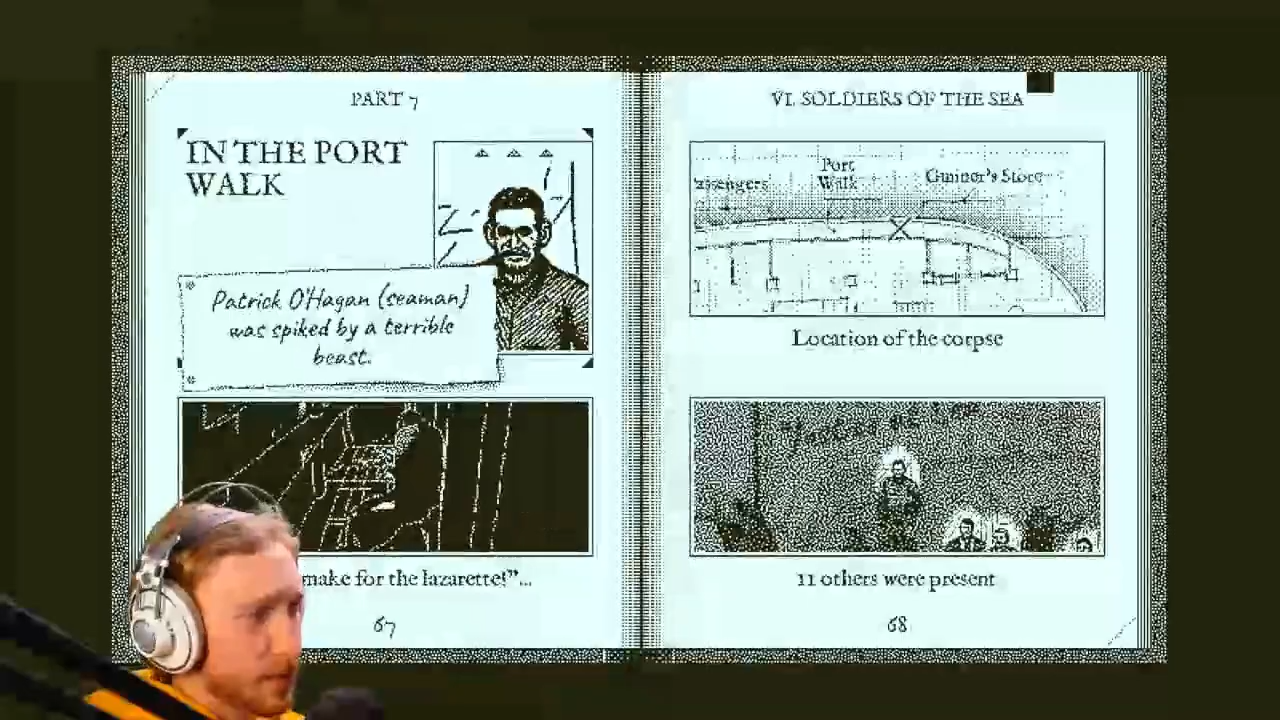 PART 7
IN THE PORT
WALK
Patrick O'Hagan (seaman)
was spiked by a terrible
beast.
make for the lazarette!"...
67
VI. SOLDIERS OF THE SEA
Port
Walk
Gunner's Store
Location of the corpse
11 others were present
68